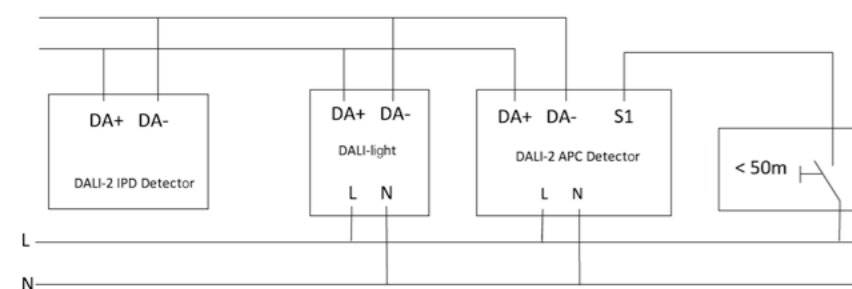 DA+ DA-
DALI-2 IPD Detector
DA+ DA-
DALI-light
L N
DA+ DA- S1
DALI-2 APC Detector
L N
< 50m
L
N